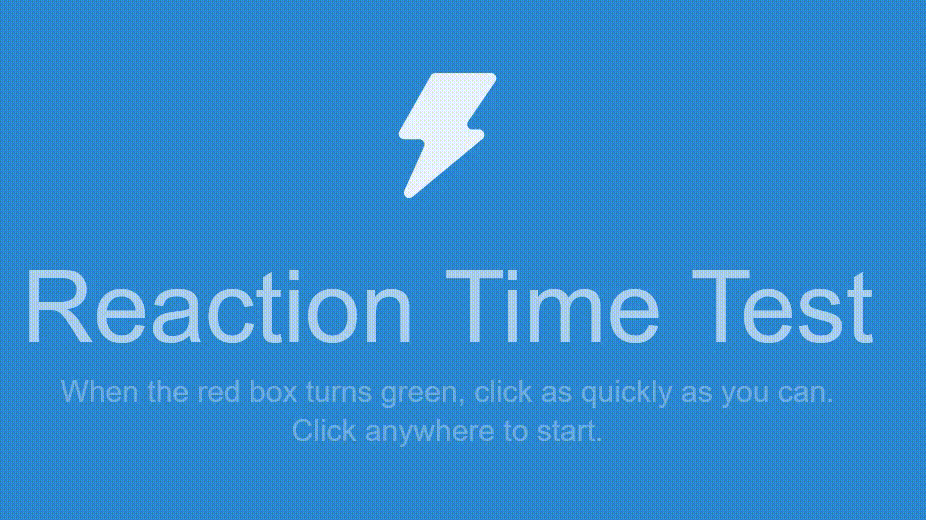 Reaction Time Test
When the red box turns green, click as quickly as you can.
Click anywhere to start.